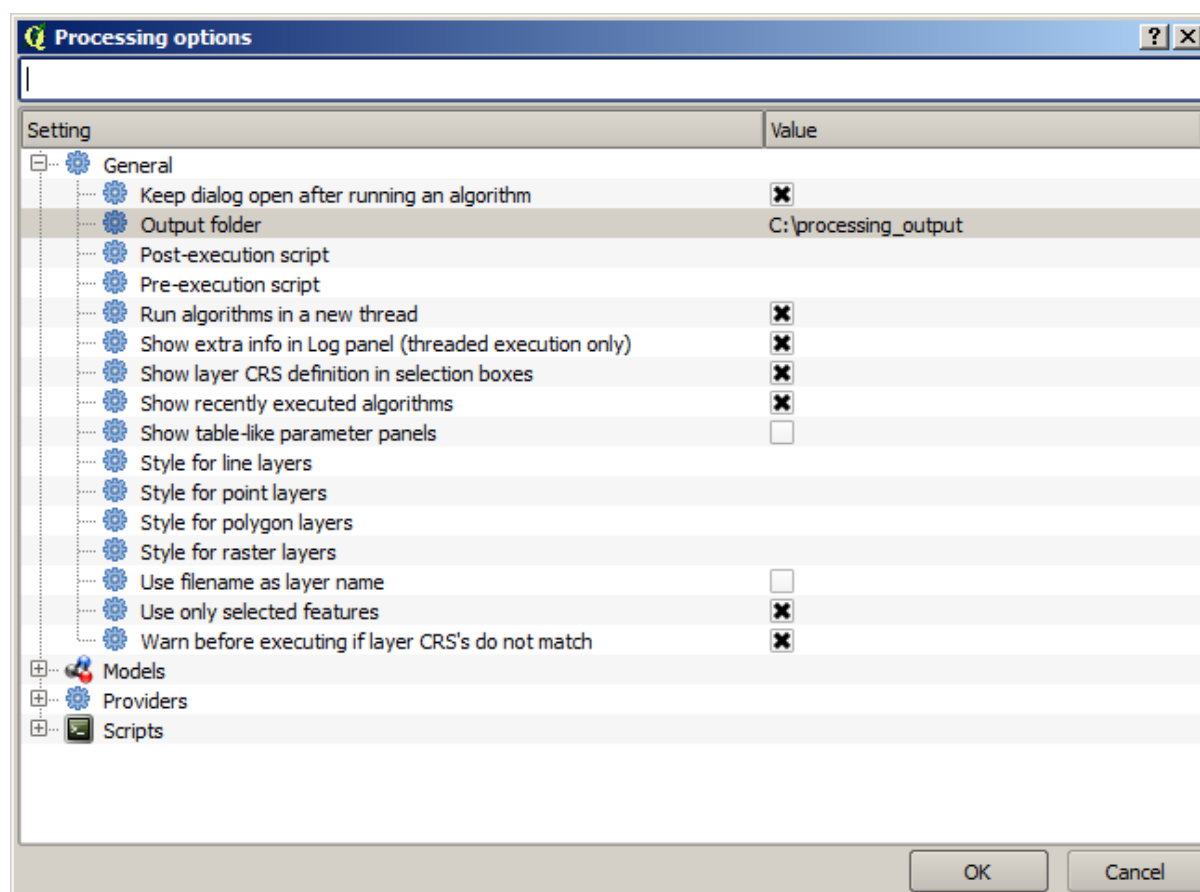 Processing options
Setting Value
General
Keep dialog open after running an algorithm
Output folder C:\processing_output
Post-execution script
Pre-execution script
Run algorithms in a new thread
Show extra info in Log panel (threaded execution only)
Show layer CRS definition in selection boxes
Show recently executed algorithms
Show table-like parameter panels
Style for line layers
Style for point layers
Style for polygon layers
Style for raster layers
Use filename as layer name
Use only selected features
Warn before executing if layer CRS's do not match
Models
Providers
Scripts
OK Cancel